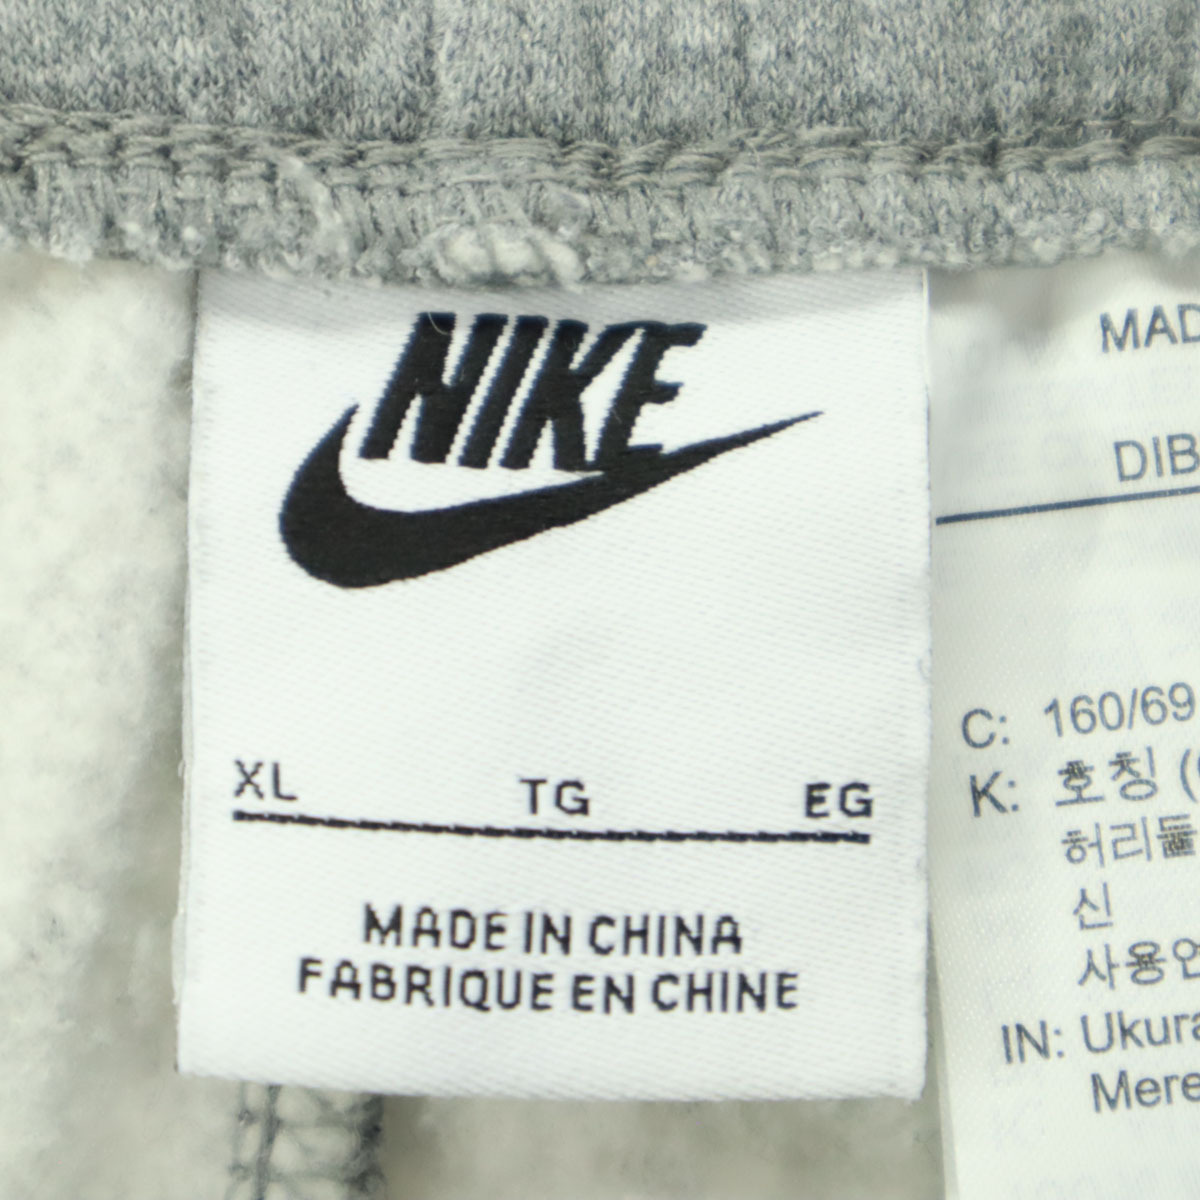 NIKE
XL TG EG
MADE IN CHINA
FABRIQUE EN CHINE
MAD
DIB
C: 160/69
K: 호칭 (
허리둘
신
사용연
IN: Ukura
Mere